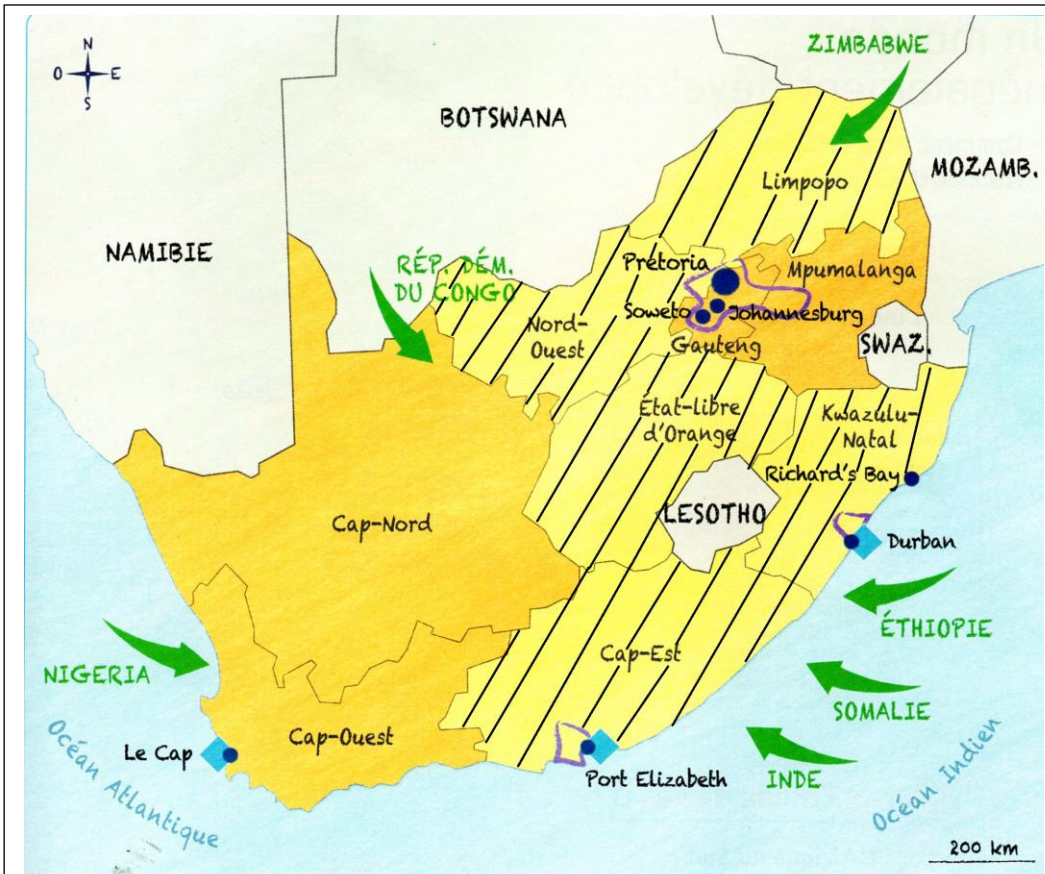 N
O E
S
ZIMBABWE
BOTSWANA
MOZAMB.
Limpopo
NAMIBIE
RÉP. DÉM.
DU CONGO
Prétoria
Mpumalanga
Soweto
Johannesburg
Nord-
Ouest
Gauteng
SWAZ.
État-libre
d'Orange
Kwazulu-
Natal
Richard's Bay
LESOTHO
Cap-Nord
Durban
ÉTHIOPIE
Cap-Est
NIGERIA
SOMALIE
Océan Atlantique
Le Cap
Cap-Ouest
Port Elizabeth
INDE
Océan Indien
200 km